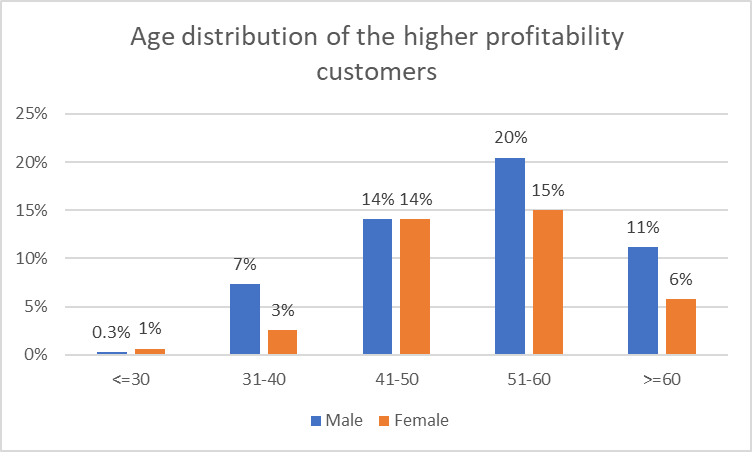 Age distribution of the higher profitability
customers
25%
20%
15%
10%
5%
0%
0.3% 1%
7% 3%
14% 14%
20% 15%
11% 6%
<=30 31-40 41-50 51-60 >=60
Male Female